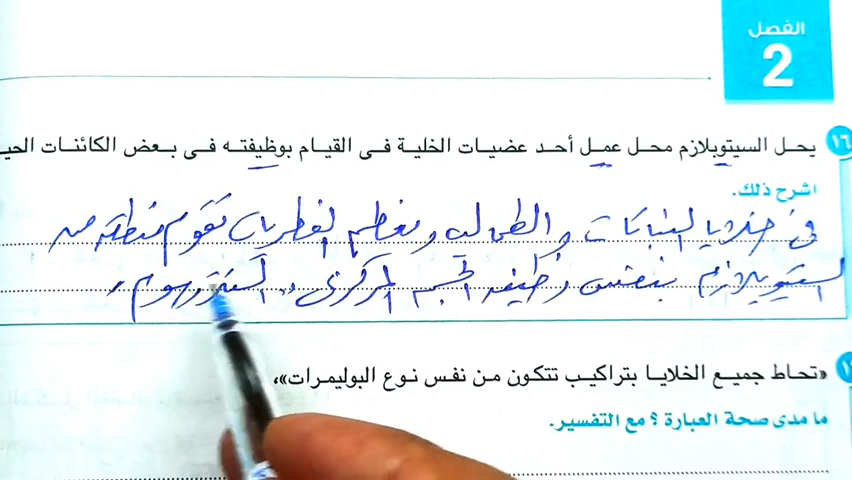 الفصل
2
١٦ يحل السيتوبلازم محل عمل أحد عضيات الخلية فى القيام بوظيفته فى بعض الكائنات الحي
اشرح ذلك.
فى خلايا النباتات والطحالب ومعظم الفطريات تقوم منطقة من
السيتوبلازم بنفس وظيفة الجسم المركزى "السنتروسوم"
«تحاط جميع الخلايا بتراكيب تتكون من نفس نوع البوليمرات»،
ما مدى صحة العبارة ؟ مع التفسير.